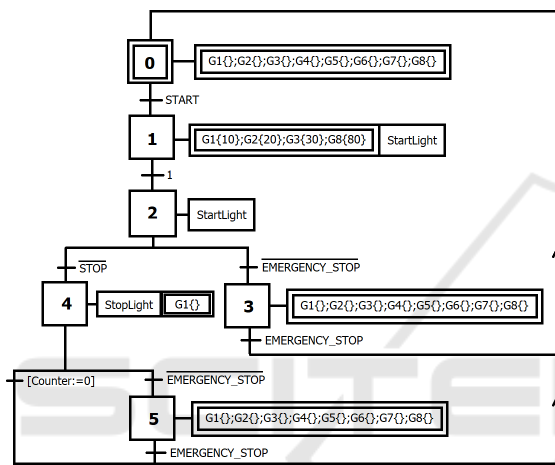 0
G1{};G2{};G3{};G4{};G5{};G6{};G7{};G8{}
START
1
G1{10};G2{20};G3{30};G8{80}
StartLight
1
2
StartLight
STOP
EMERGENCY_STOP
4
StopLight
G1{}
3
G1{};G2{};G3{};G4{};G5{};G6{};G7{};G8{}
EMERGENCY_STOP
[Counter:=0]
EMERGENCY_STOP
5
G1{};G2{};G3{};G4{};G5{};G6{};G7{};G8{}
EMERGENCY_STOP